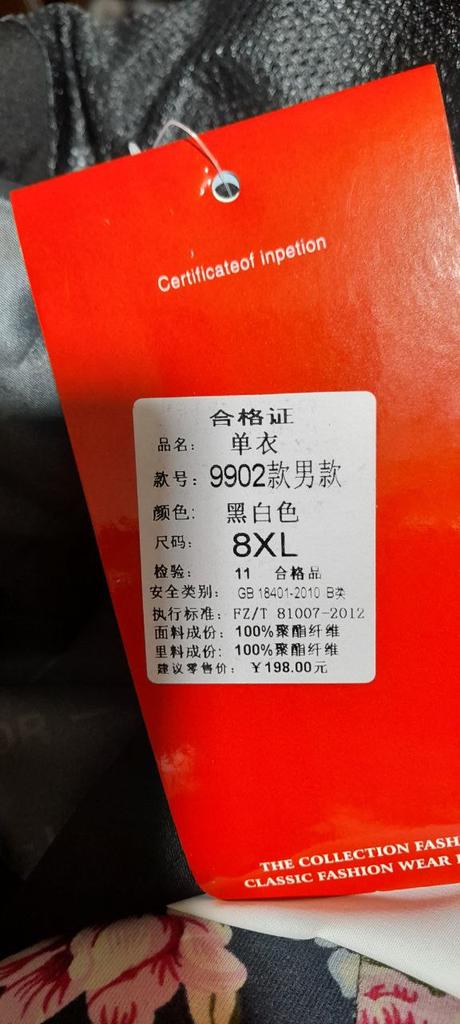 Certificateof inpetion
合格证
品名: 单衣
款号: 9902款男款
颜色: 黑白色
尺码: 8XL
检验: 11 合格品
安全类别: GB 18401-2010 B类
执行标准: FZ/T 81007-2012
面料成份: 100%聚酯纤维
里料成份: 100%聚酯纤维
建议零售价: ￥198.00元
THE COLLECTION FASH
CLASSIC FASHION WEAR